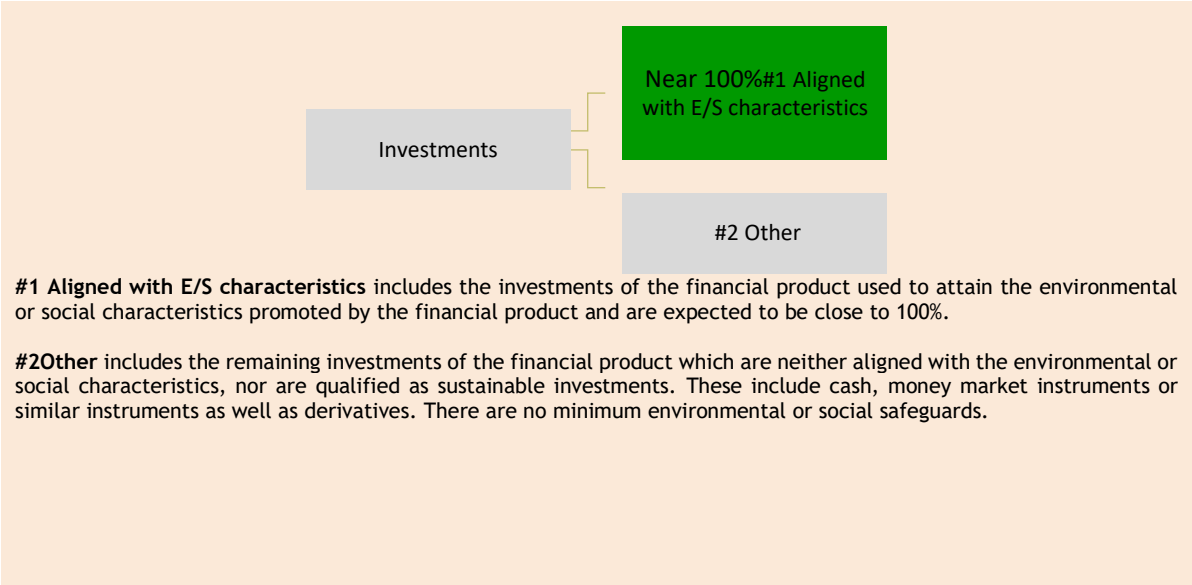 Near 100%#1 Aligned
with E/S characteristics
Investments
#2 Other
#1 Aligned with E/S characteristics includes the investments of the financial product used to attain the environmental
or social characteristics promoted by the financial product and are expected to be close to 100%.
#2Other includes the remaining investments of the financial product which are neither aligned with the environmental or
social characteristics, nor are qualified as sustainable investments. These include cash, money market instruments or
similar instruments as well as derivatives. There are no minimum environmental or social safeguards.